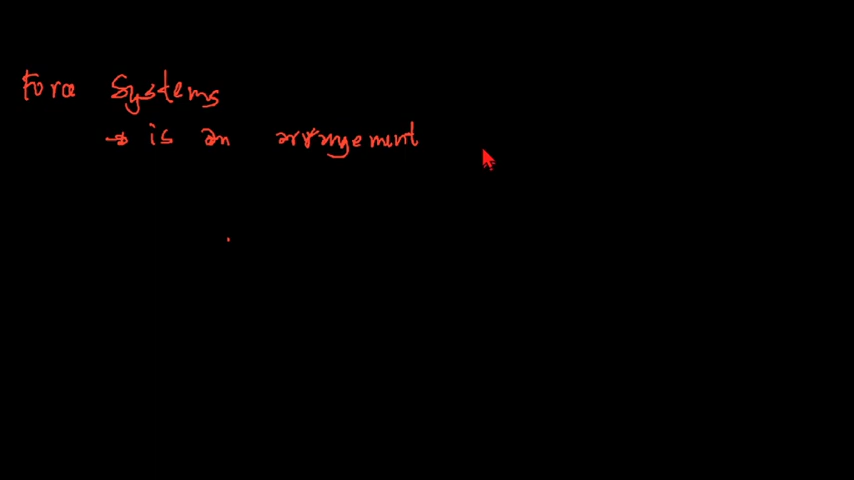 Force Systems
→ is an arrangement